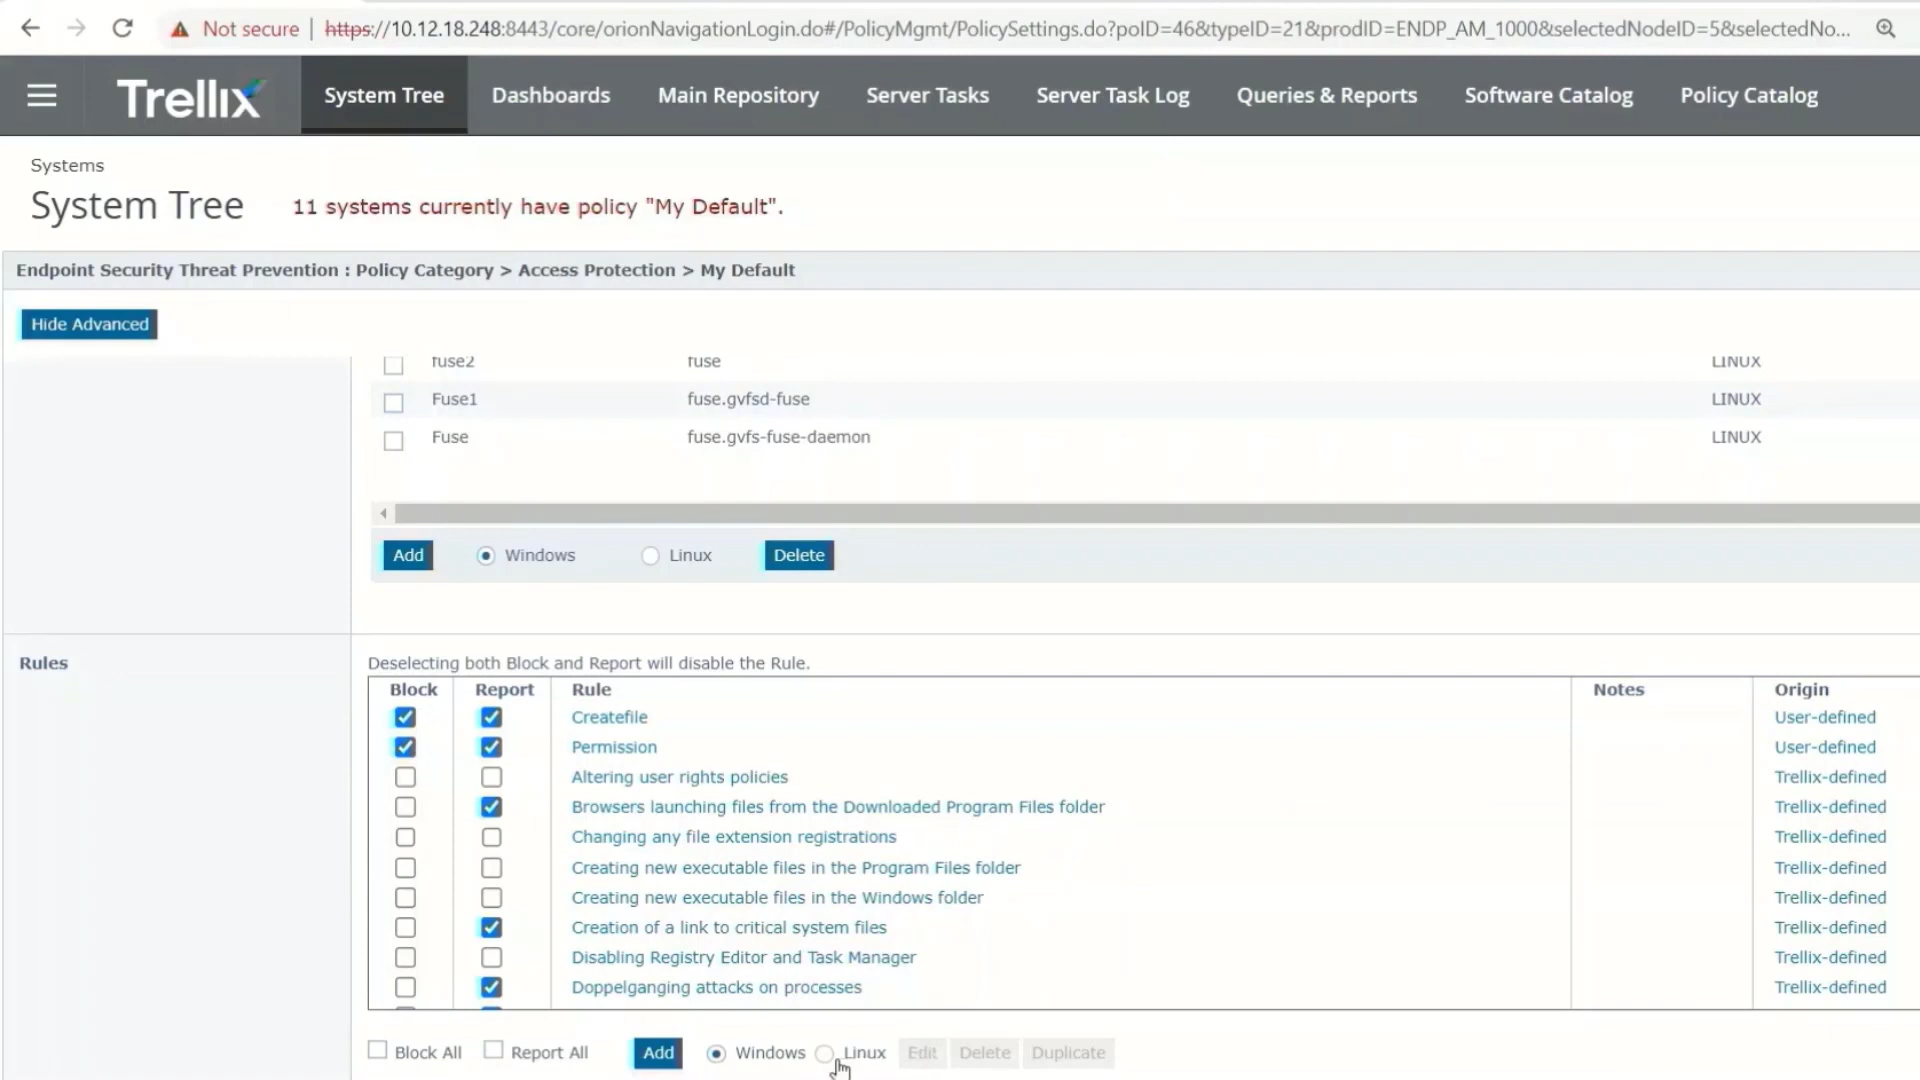 Not secure | https://10.12.18.248:8443/core/orionNavigationLogin.do#/PolicyMgmt/PolicySettings.do?polD=46&typeID=21&prodID=ENDP_AM_1000&selectedNodeID=5&selectedNo...
Trellix System Tree Dashboards Main Repository Server Tasks Server Task Log Queries & Reports Software Catalog Policy Catalog
Systems
System Tree 11 systems currently have policy "My Default".
Endpoint Security Threat Prevention : Policy Category > Access Protection > My Default
Hide Advanced
fuse2 fuse LINUX
Fuse1 fuse.gvfsd-fuse LINUX
Fuse fuse.gvfs-fuse-daemon LINUX
Add Windows Linux Delete
Rules Deselecting both Block and Report will disable the Rule.
Block Report Rule Notes Origin
Createfile User-defined
Permission User-defined
Altering user rights policies Trellix-defined
Browsers launching files from the Downloaded Program Files folder Trellix-defined
Changing any file extension registrations Trellix-defined
Creating new executable files in the Program Files folder Trellix-defined
Creating new executable files in the Windows folder Trellix-defined
Creation of a link to critical system files Trellix-defined
Disabling Registry Editor and Task Manager Trellix-defined
Doppelganging attacks on processes Trellix-defined
Block All Report All Add Windows Linux Edit Delete Duplicate